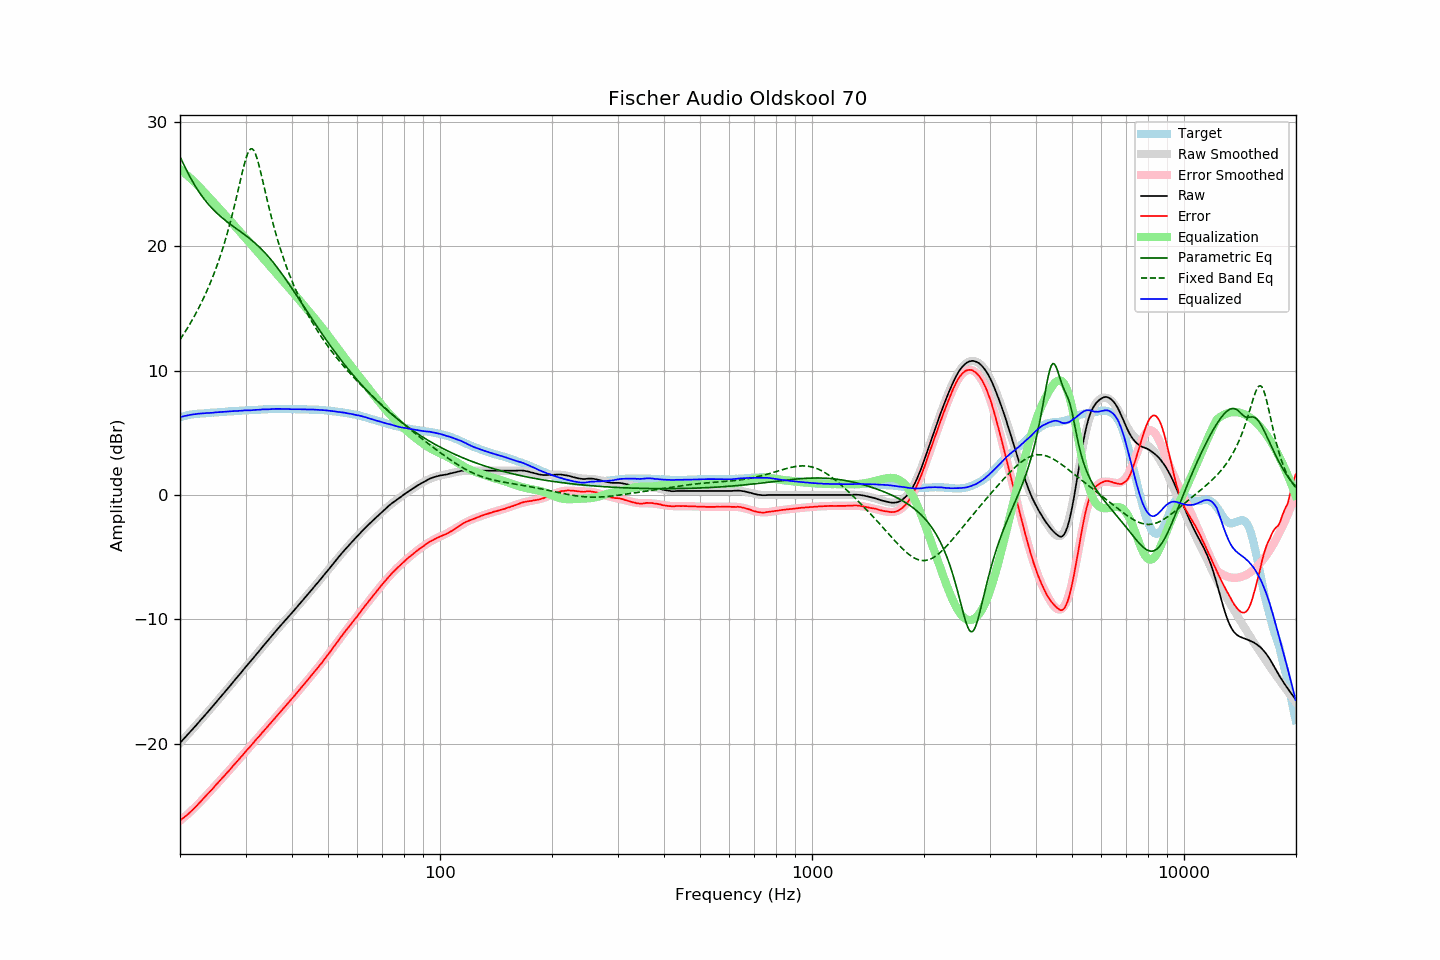 Fischer Audio Oldskool 70
30
20
10
0
−10
−20
Amplitude (dBr)
Target
Raw Smoothed
Error Smoothed
Raw
Error
Equalization
Parametric Eq
Fixed Band Eq
Equalized
100
1000
10000
Frequency (Hz)